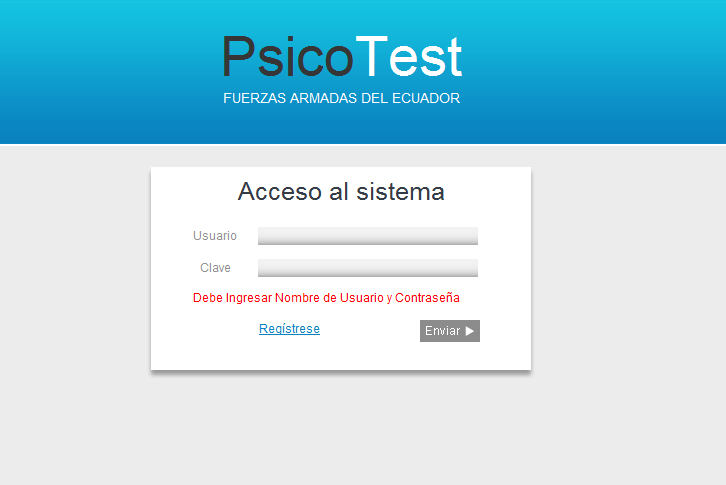 PsicoTest
FUERZAS ARMADAS DEL ECUADOR
Acceso al sistema
Usuario
Clave
Debe Ingresar Nombre de Usuario y Contraseña
Regístrese
Enviar